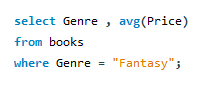 select Genre , avg(Price)
from books
where Genre = "Fantasy";